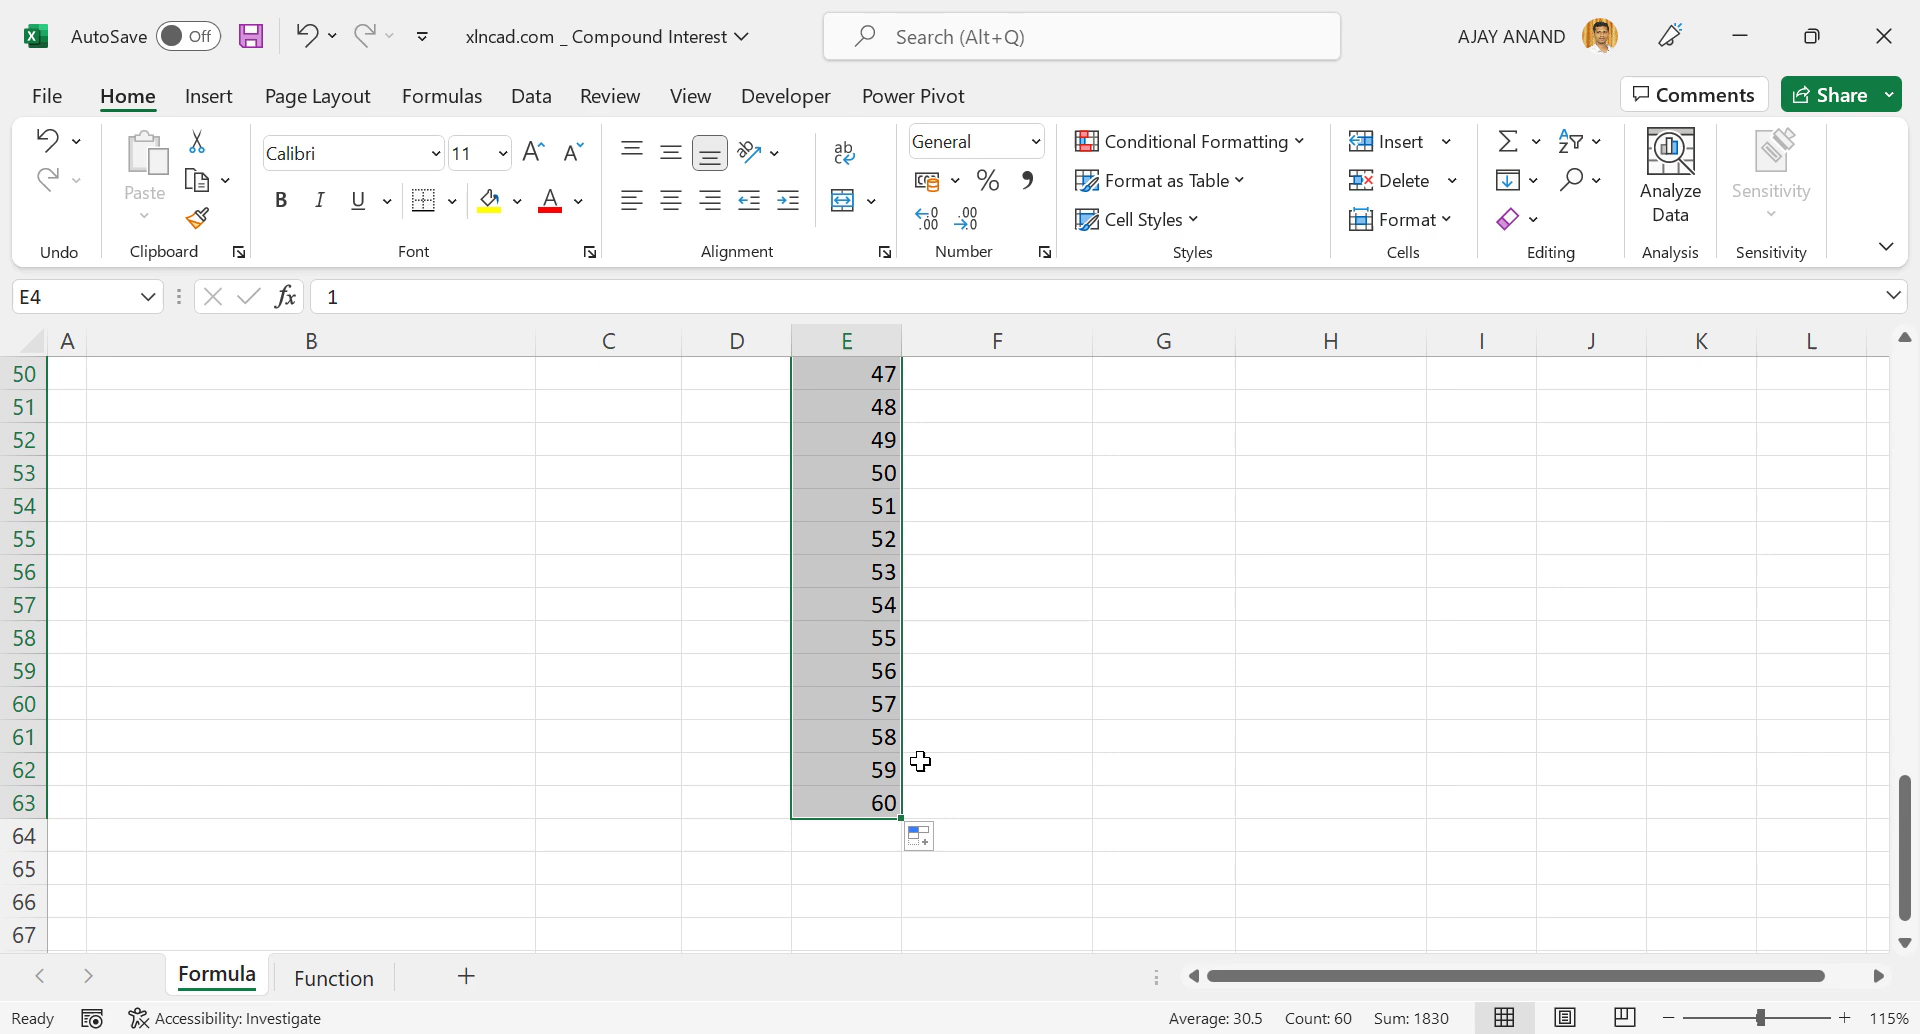 AutoSave Off xlncad.com _ Compound Interest Search (Alt+Q) AJAY ANAND
File Home Insert Page Layout Formulas Data Review View Developer Power Pivot Comments Share
Calibri 11 General Conditional Formatting Insert
Paste Format as Table Delete Analyze Data Sensitivity
B I U Cell Styles Format
Undo Clipboard Font Alignment Number Styles Cells Editing Analysis Sensitivity
E4 fx 1
A B C D E F G H I J K L
50 47
51 48
52 49
53 50
54 51
55 52
56 53
57 54
58 55
59 56
60 57
61 58
62 59
63 60
64
65
66
67
Formula Function
Ready Accessibility: Investigate Average: 30.5 Count: 60 Sum: 1830 115%